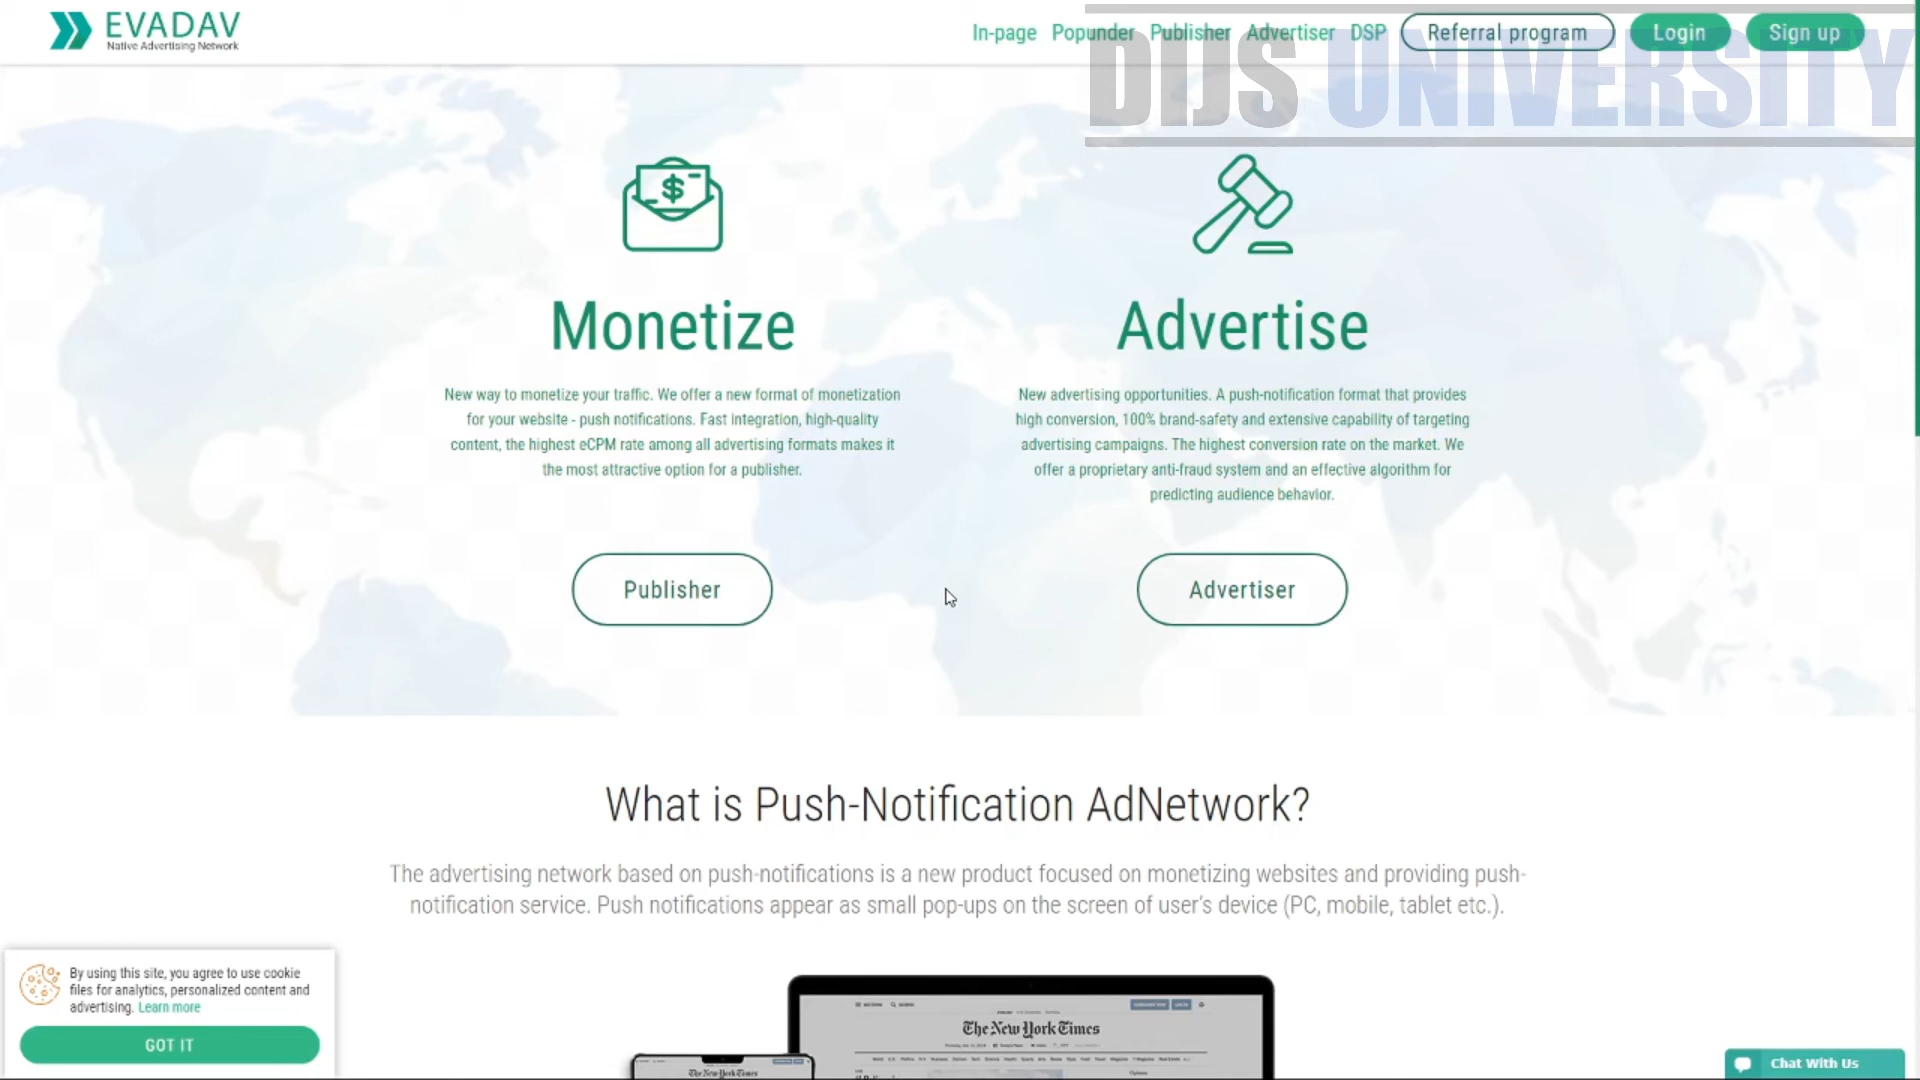 EVADAV
Native Advertising Network
In-page Popunder Publisher Advertiser DSP Referral program Login Sign up
DIJS UNIVERSITY
$
Monetize
New way to monetize your traffic. We offer a new format of monetization
for your website - push notifications. Fast integration, high-quality
content, the highest eCPM rate among all advertising formats makes it
the most attractive option for a publisher.
Publisher
Advertise
New advertising opportunities. A push-notification format that provides
high conversion, 100% brand-safety and extensive capability of targeting
advertising campaigns. The highest conversion rate on the market. We
offer a proprietary anti-fraud system and an effective algorithm for
predicting audience behavior.
Advertiser
What is Push-Notification AdNetwork?
The advertising network based on push-notifications is a new product focused on monetizing websites and providing push-
notification service. Push notifications appear as small pop-ups on the screen of user's device (PC, mobile, tablet etc.).
By using this site, you agree to use cookie
files for analytics, personalized content and
advertising. Learn more
GOT IT
The New York Times
The New York Times
Chat With Us